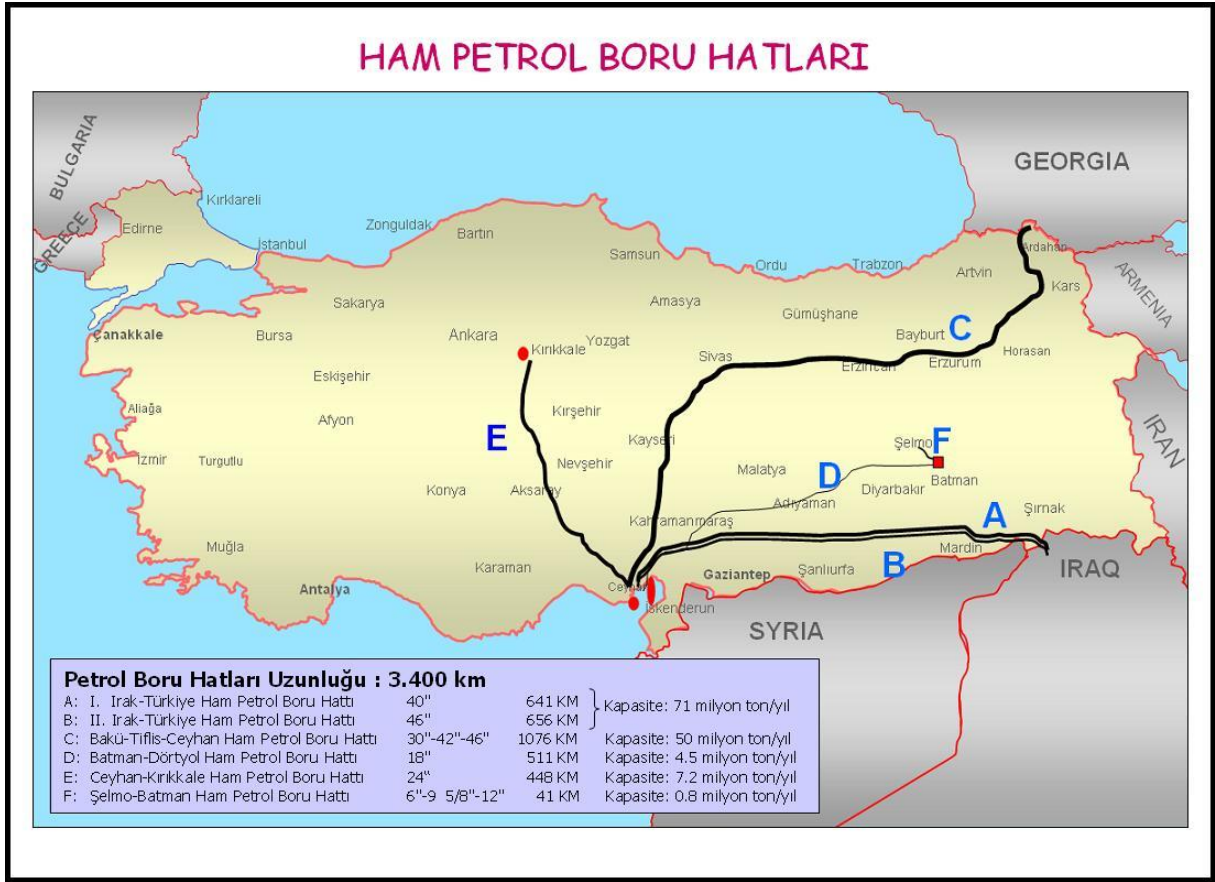 HAM PETROL BORU HATLARI
BULGARIA
GEORGIA
Kırklareli
Edirne
GREECE
Zonguldak
Bartın
İstanbul
Samsun
Ordu
Trabzon
Ardahan
Artvin
Kars
ARMENIA
Sakarya
Amasya
Gümüşhane
Çanakkale
Bursa
Ankara
Yozgat
Kırıkkale
Sivas
Bayburt
C
Erzincan
Erzurum
Horasan
Eskişehir
Aliağa
Afyon
Kırşehir
E
Kayseri
Şelmo
F
IRAN
İzmir
Turgutlu
Nevşehir
Malatya
D
Batman
Konya
Aksaray
Adıyaman
Diyarbakır
Kahramanmaraş
A
Şırnak
Muğla
Mardin
Karaman
Gaziantep
Şanlıurfa
B
IRAQ
Antalya
Ceyhan
İskenderun
SYRIA
Petrol Boru Hatları Uzunluğu : 3.400 km
A: I. Irak-Türkiye Ham Petrol Boru Hattı 40" 641 KM
Kapasite: 71 milyon ton/yıl
B: II. Irak-Türkiye Ham Petrol Boru Hattı 46" 656 KM
C: Bakü-Tiflis-Ceyhan Ham Petrol Boru Hattı 30"-42"-46" 1076 KM Kapasite: 50 milyon ton/yıl
D: Batman-Dörtyol Ham Petrol Boru Hattı 18" 511 KM Kapasite: 4.5 milyon ton/yıl
E: Ceyhan-Kırıkkale Ham Petrol Boru Hattı 24" 448 KM Kapasite: 7.2 milyon ton/yıl
F: Şelmo-Batman Ham Petrol Boru Hattı 6"-9 5/8"-12" 41 KM Kapasite: 0.8 milyon ton/yıl